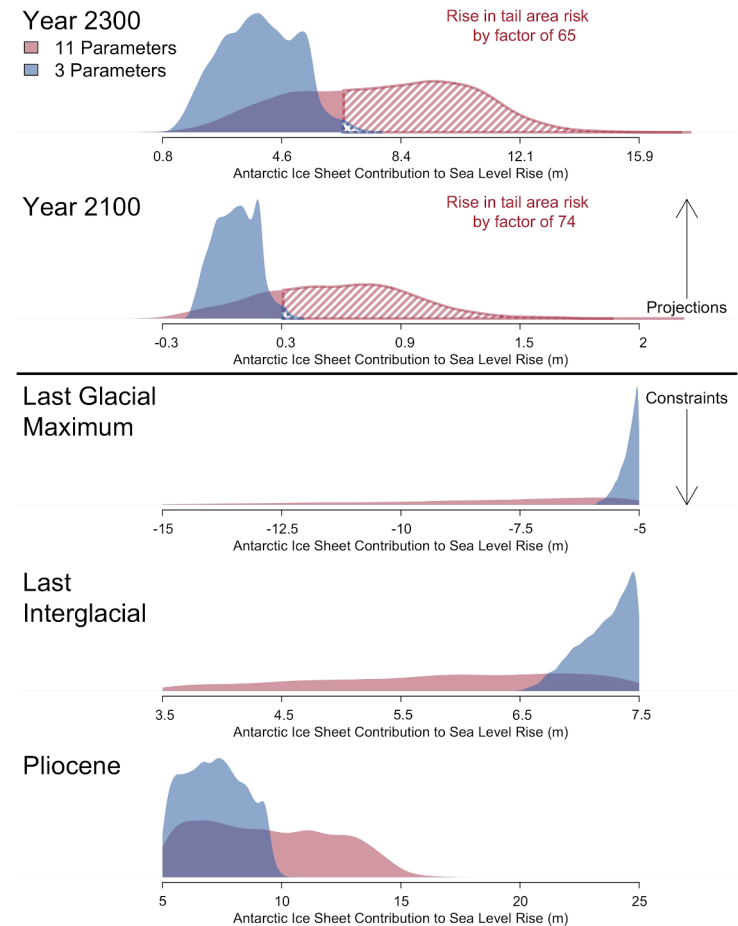 Year 2300
11 Parameters
3 Parameters
Rise in tail area risk
by factor of 65
0.8 4.6 8.4 12.1 15.9
Antarctic Ice Sheet Contribution to Sea Level Rise (m)
Year 2100
Rise in tail area risk
by factor of 74
Projections
-0.3 0.3 0.9 1.5 2
Antarctic Ice Sheet Contribution to Sea Level Rise (m)
Last Glacial
Maximum
Constraints
-15 -12.5 -10 -7.5 -5
Antarctic Ice Sheet Contribution to Sea Level Rise (m)
Last
Interglacial
3.5 4.5 5.5 6.5 7.5
Antarctic Ice Sheet Contribution to Sea Level Rise (m)
Pliocene
5 10 15 20 25
Antarctic Ice Sheet Contribution to Sea Level Rise (m)